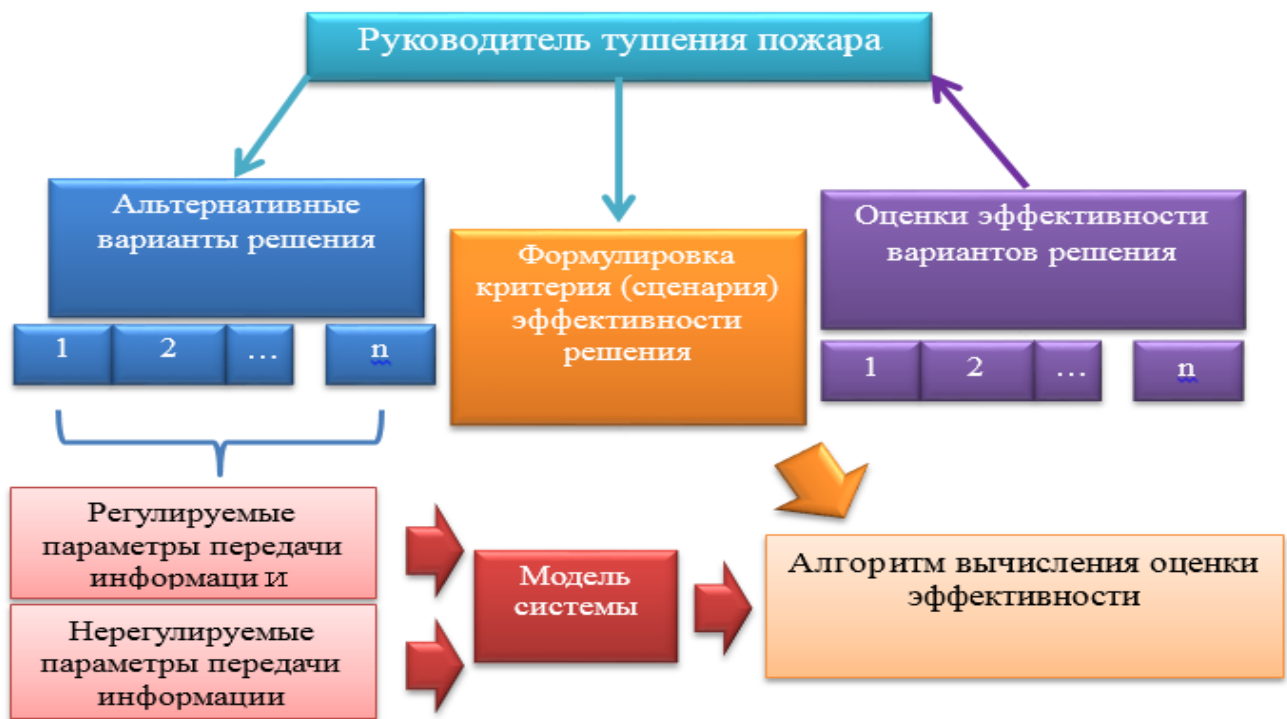 Руководитель тушения пожара
Альтернативные
варианты решения
1 2 ... n
Формулировка
критерия (сценария)
эффективности
решения
Оценки эффективности
вариантов решения
1 2 ... n
Регулируемые
параметры передачи
информаци и
Нерегулируемые
параметры передачи
информации
Модель
системы
Алгоритм вычисления оценки
эффективности